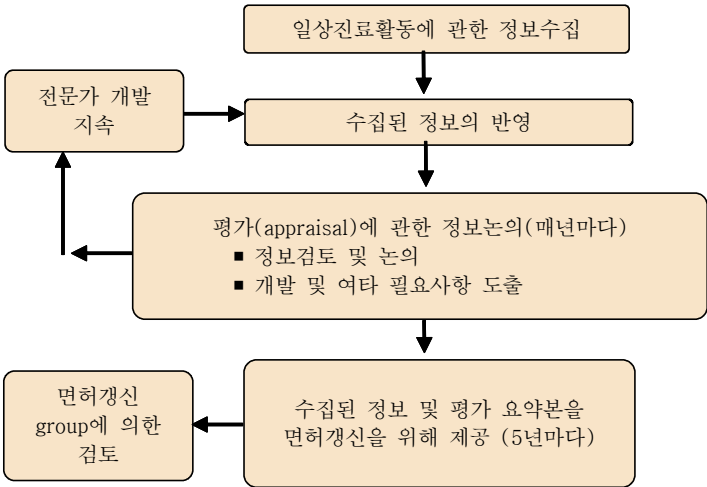 일상진료활동에 관한 정보수집
전문가 개발
지속
수집된 정보의 반영
평가(appraisal)에 관한 정보논의(매년마다)
▪ 정보검토 및 논의
▪ 개발 및 여타 필요사항 도출
면허갱신
group에 의한
검토
수집된 정보 및 평가 요약본을
면허갱신을 위해 제공 (5년마다)